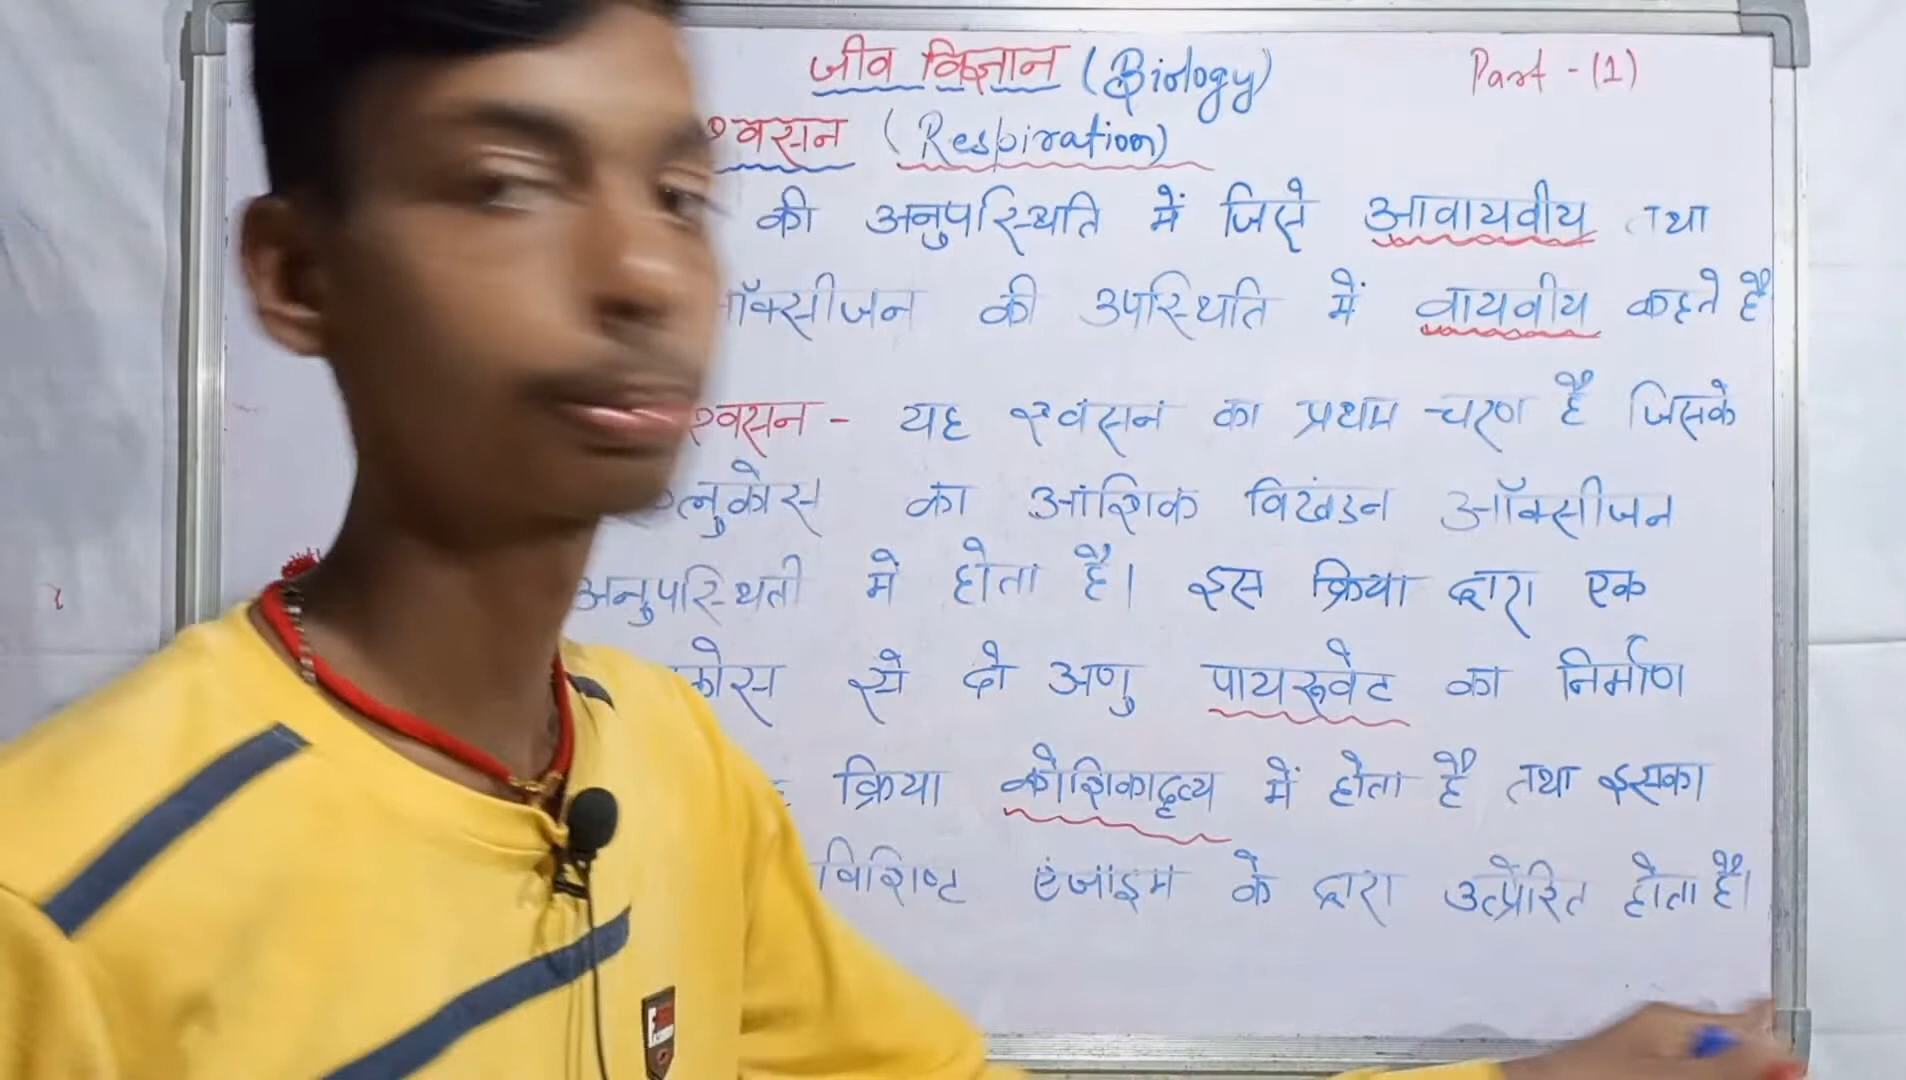 जीव विज्ञान (Biology) Part - (1)
श्वसन (Respiration)
की अनुपस्थिति में जिसे आवायवीय तथा
ऑक्सीजन की उपस्थिति में वायवीय कहते है
श्वसन - यह श्वसन का प्रथम चरण है जिसके
ग्लुकोस का आंशिक विखंडन ऑक्सीजन
अनुपस्थिती में होता है। इस क्रिया द्वारा एक
कोस से दो अणु पायरूवेट का निर्माण
क्रिया कोशिकाद्रव्य में होता है तथा इसका
विशिष्ट एंजाइम के द्वारा उत्प्रेरित होता है।